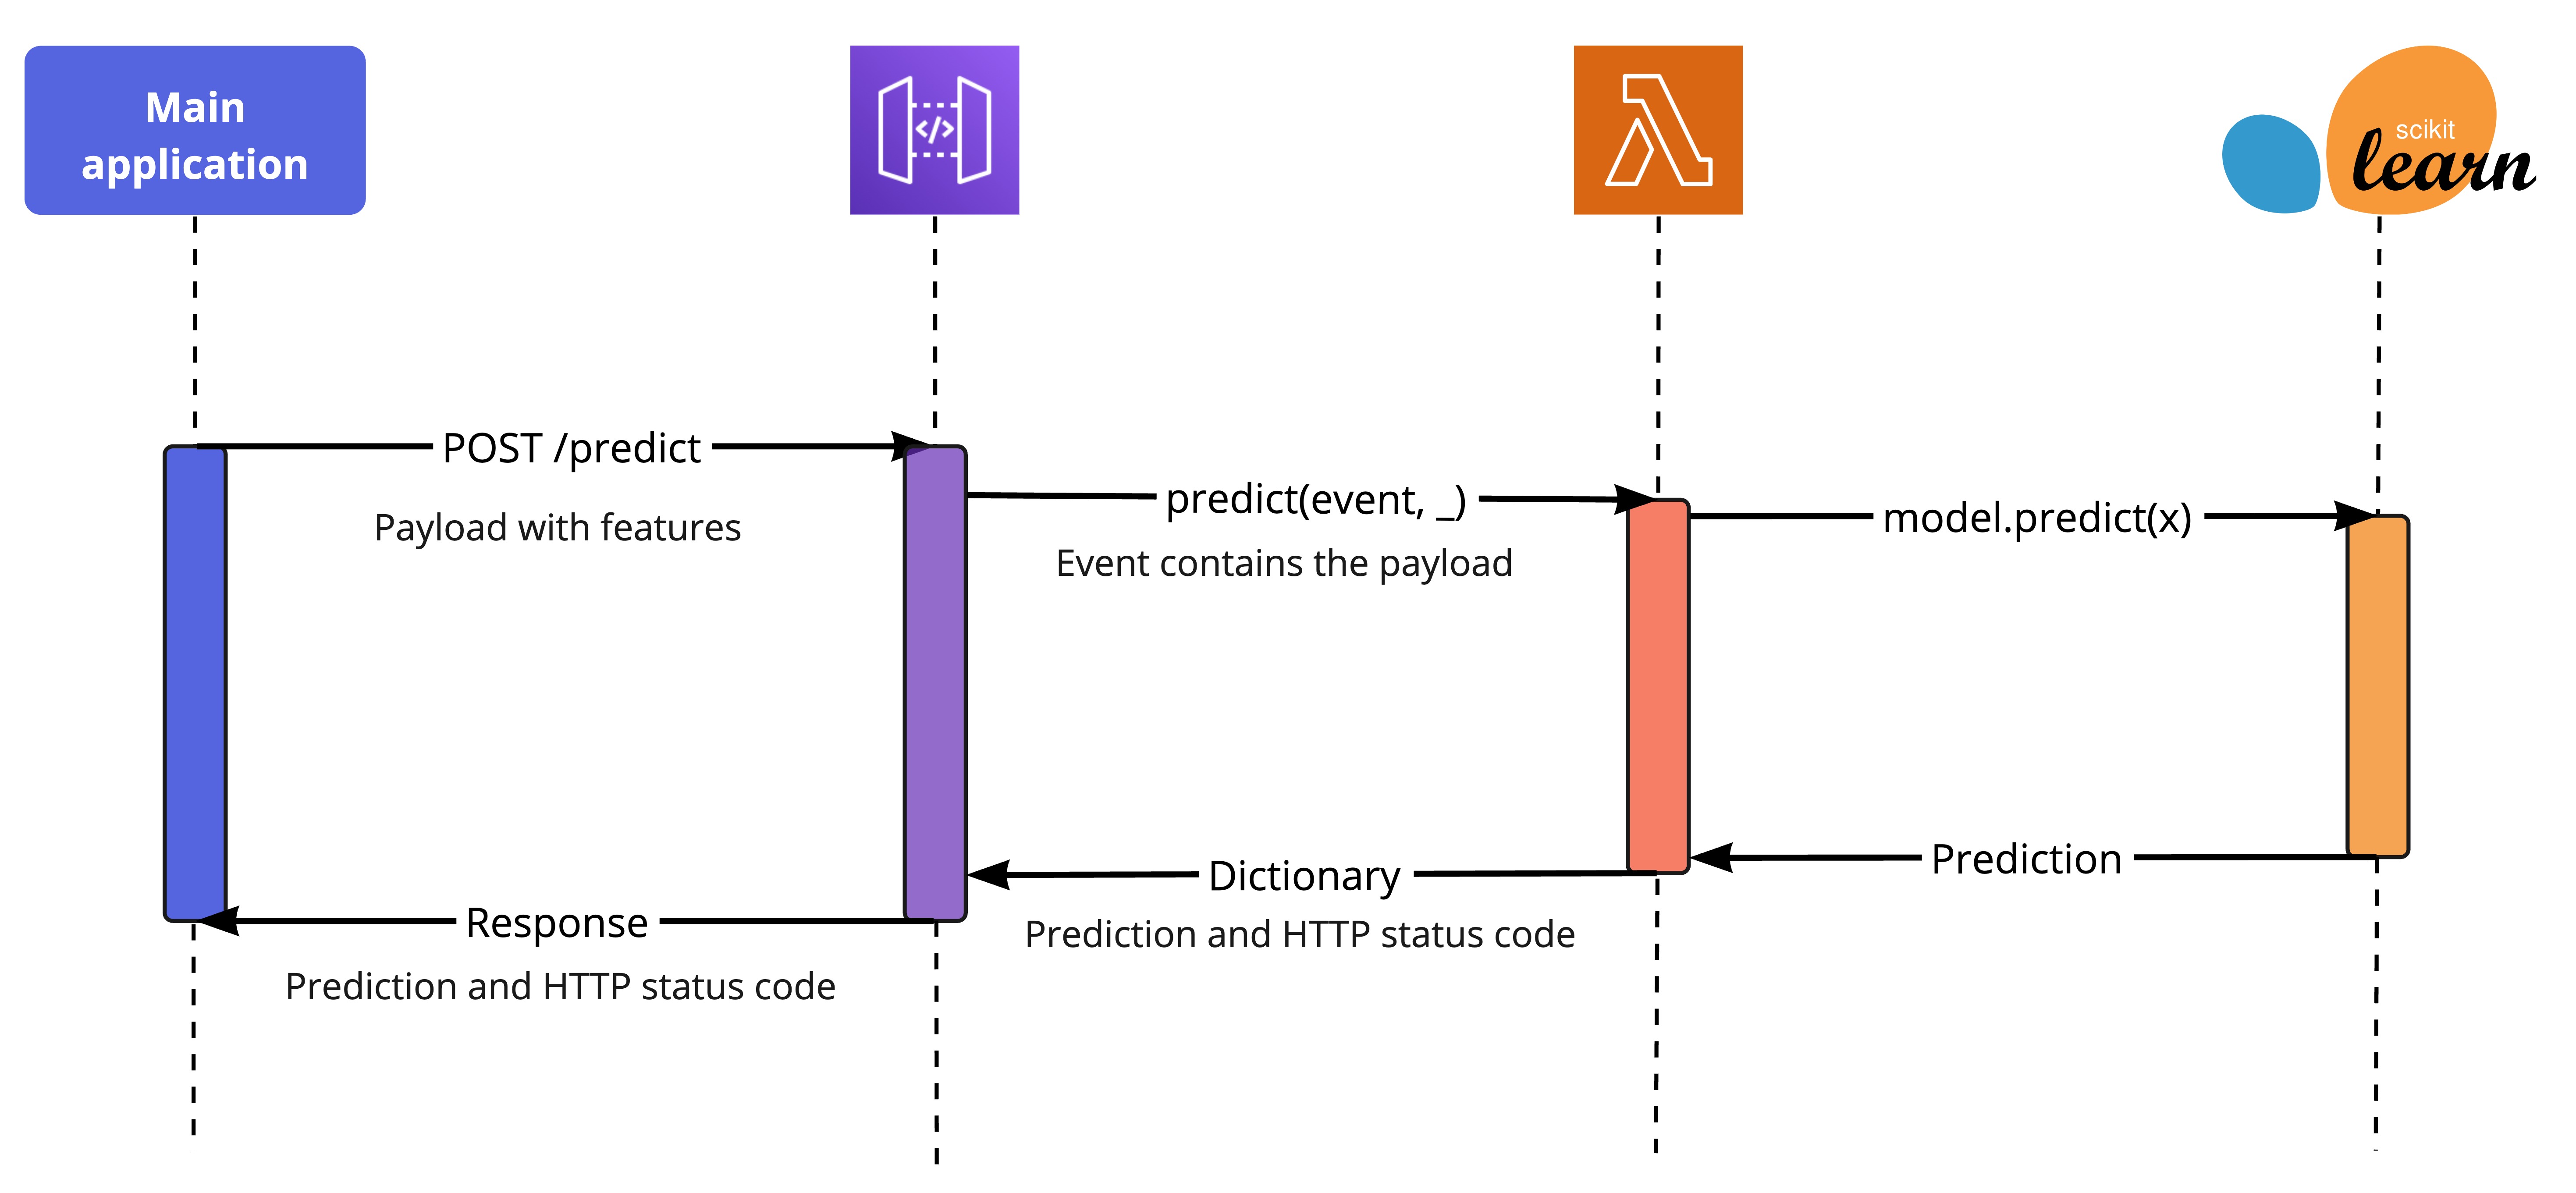 Main
application
</>
scikit
learn
POST /predict
Payload with features
predict(event, _)
Event contains the payload
model.predict(x)
Prediction
Dictionary
Prediction and HTTP status code
Response
Prediction and HTTP status code